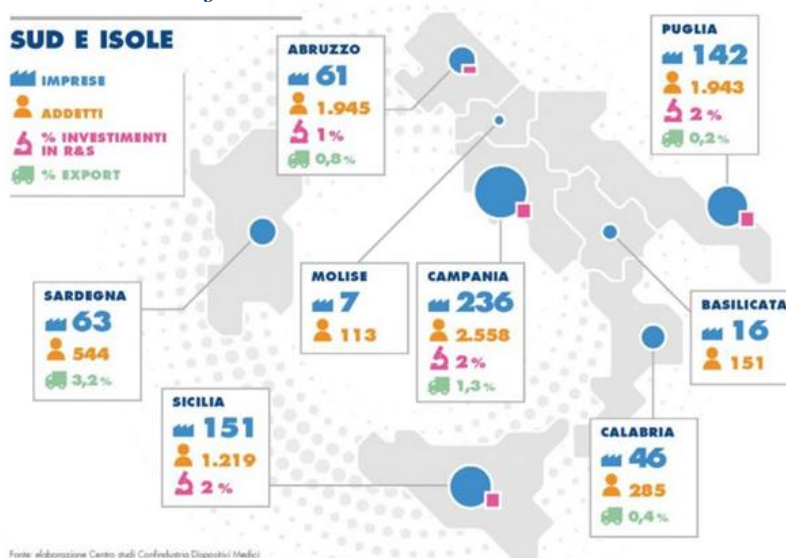 SUD E ISOLE
IMPRESE
ADDETTI
% INVESTIMENTI
IN R&S
% EXPORT
ABRUZZO
61
1.945
1%
0,8%
PUGLIA
142
1.943
2%
0,2%
SARDEGNA
63
544
3,2%
MOLISE
7
113
CAMPANIA
236
2.558
2%
1,3%
BASILICATA
16
151
SICILIA
151
1.219
2%
CALABRIA
46
285
0,4%
Fonte: elaborazione Centro studi Confindustria Dispositivi Medici